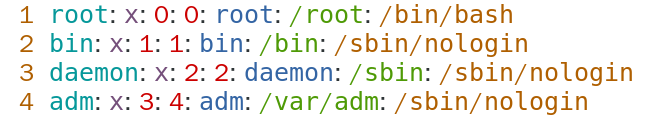 1 root: x: 0: 0: root: /root: /bin/bash
2 bin: x: 1: 1: bin: /bin: /sbin/nologin
3 daemon: x: 2: 2: daemon: /sbin: /sbin/nologin
4 adm: x: 3: 4: adm: /var/adm: /sbin/nologin